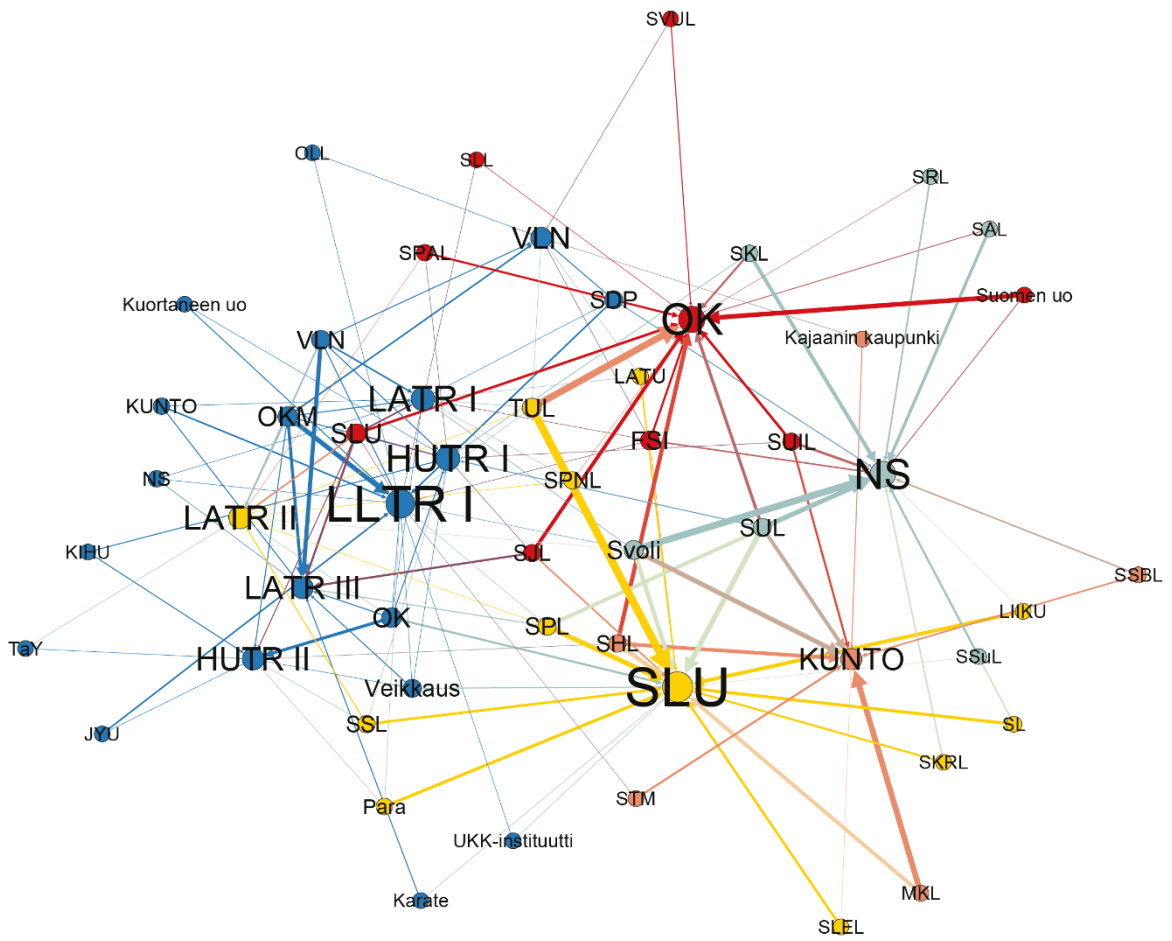 SVUL
OLL
SLL
SRL
VLN
SKL
SAL
SPAL
Kuortaneen uo
SDP
Suomen uo
OK
VLN
Kajaanin kaupunki
LATU
LATR I
KUNTO
OKM
TUL
SLU
FSI
SUIL
HUTR I
NS
SPNL
NS
LLTR I
LATR II
SUL
KIHU
SJL
Svoli
SSBL
LATR III
OK
LIIKU
SPL
SHL
TaY
HUTR II
KUNTO
SSuL
Veikkaus
SLU
SSL
SL
JYU
SKRL
STM
Para
UKK-instituutti
MKL
Karate
SLEL